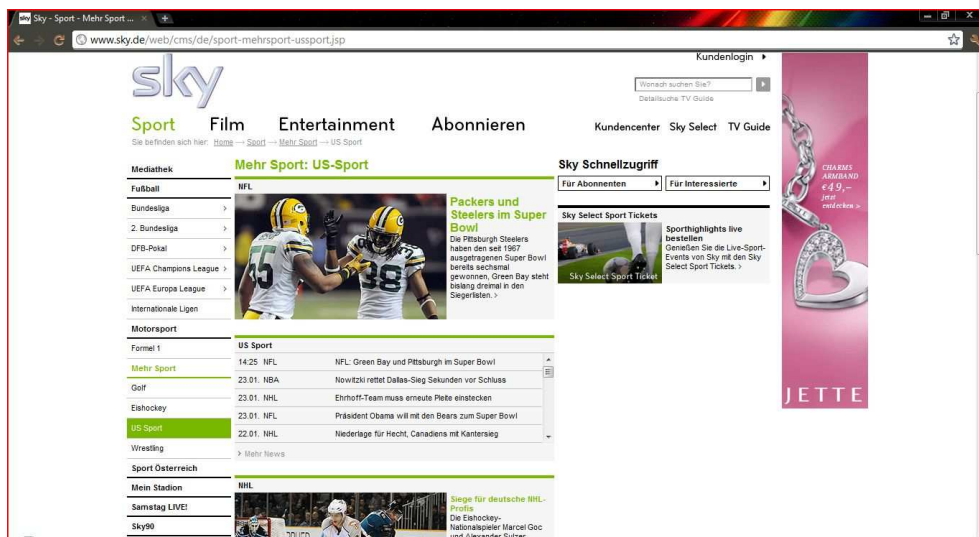 Sky - Sport - Mehr Sport ...
www.sky.de/web/cms/de/sport-mehrsport-ussport.jsp
sky
Kundenlogin
Wonach suchen Sie?
Detailsuche TV Guide
Sport Film Entertainment Abonnieren
Kundencenter Sky Select TV Guide
Sie befinden sich hier: Home → Sport → Mehr Sport → US Sport
Mediathek
Fußball
Bundesliga >
2. Bundesliga >
DFB-Pokal >
UEFA Champions League >
UEFA Europa League >
Internationale Ligen
Motorsport
Formel 1
Mehr Sport
Golf
Eishockey
US Sport
Wrestling
Sport Österreich
Mein Stadion
Samstag LIVE!
Sky90
Mehr Sport: US-Sport
NFL
Packers und
Steelers im Super
Bowl
Die Pittsburgh Steelers
haben den seit 1967
ausgetragenen Super Bowl
bereits sechsmal
gewonnen, Green Bay steht
bislang dreimal in den
Siegerlisten. >
US Sport
14:25 NFL NFL: Green Bay und Pittsburgh im Super Bowl
23.01. NBA Nowitzki rettet Dallas-Sieg Sekunden vor Schluss
23.01. NHL Ehrhoff-Team muss erneute Pleite einstecken
23.01. NFL Präsident Obama will mit den Bears zum Super Bowl
22.01. NHL Niederlage für Hecht, Canadiens mit Kantersieg
> Mehr News
NHL
Siege für deutsche NHL-
Profis
Die Eishockey-
Nationalspieler Marcel Goc
und Alexander Sulzer
Sky Schnellzugriff
Für Abonnenten
Für Interessierte
Sky Select Sport Tickets
Sky Select Sport Ticket
Sporthighlights live
bestellen
Genießen Sie die Live-Sport-
Events von Sky mit den Sky
Select Sport Tickets. >
CHARMS
ARMBAND
€49,–
jetzt
entdecken >
JETTE